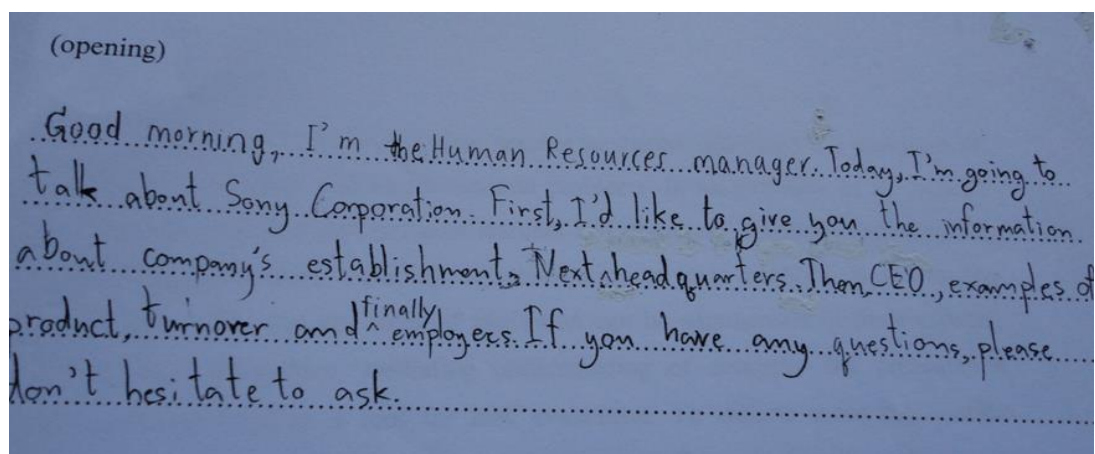 (opening)
Good morning, I'm the Human Resources manager. Today, I'm going to
talk about Sony Corporation. First, I'd like to give you the information
about company's establishment, Next, headquarters. Then, CEO, examples of
product, turnover and ^finally employees. If you have any questions, please
don't hesitate to ask.